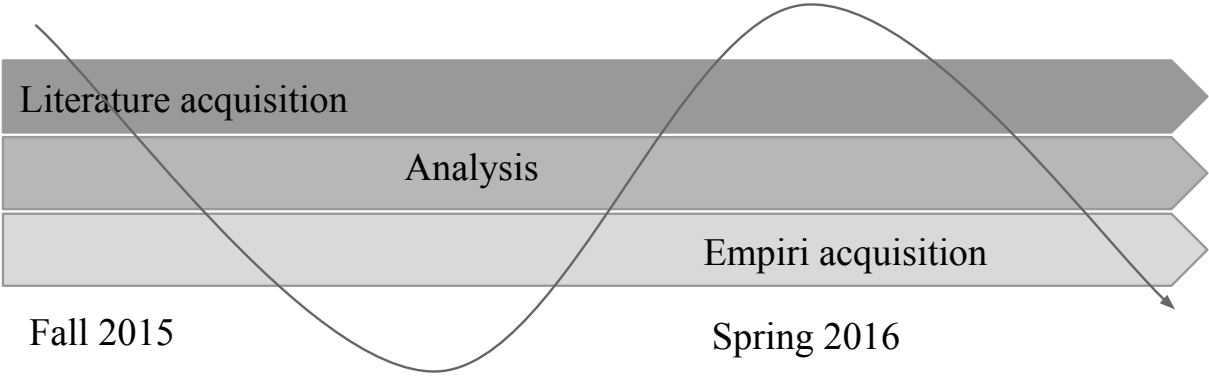 Literature acquisition
Analysis
Empiri acquisition
Fall 2015
Spring 2016